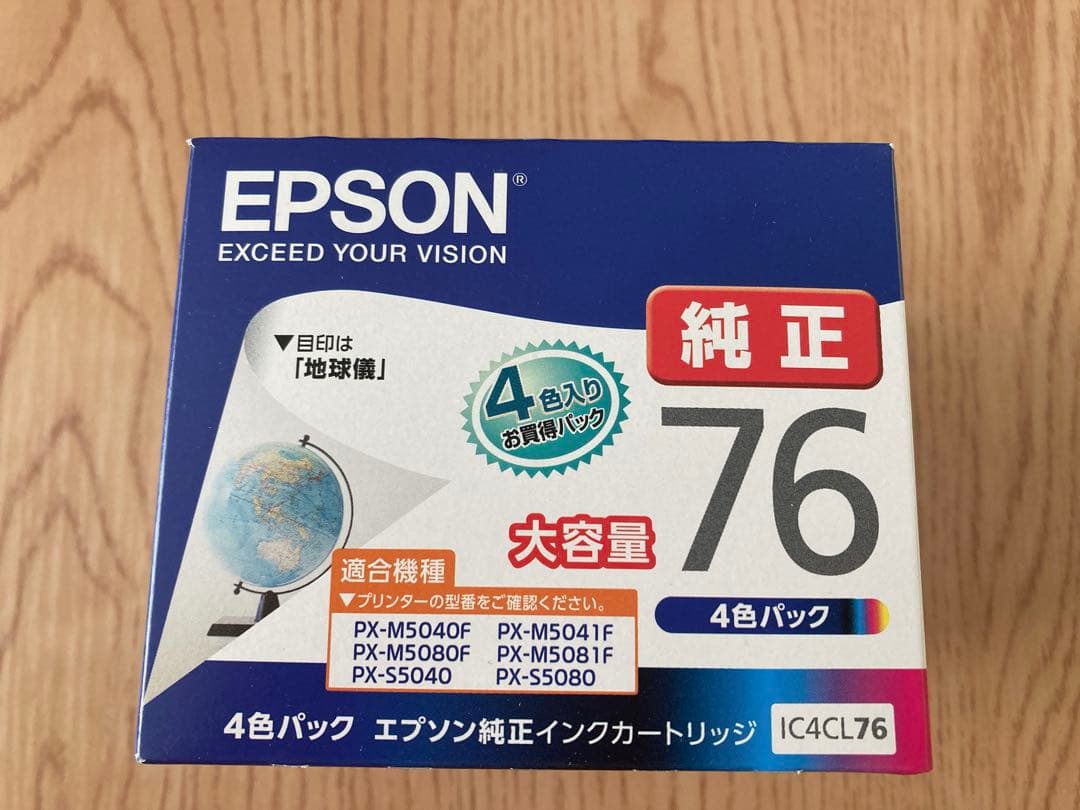 EPSON®
EXCEED YOUR VISION
▼目印は
「地球儀」
4色入り
お買得パック
純正
76
大容量
4色パック
適合機種
▼プリンターの型番をご確認ください。
PX-M5040F PX-M5041F
PX-M5080F PX-M5081F
PX-S5040 PX-S5080
4色パック エプソン純正インクカートリッジ IC4CL76